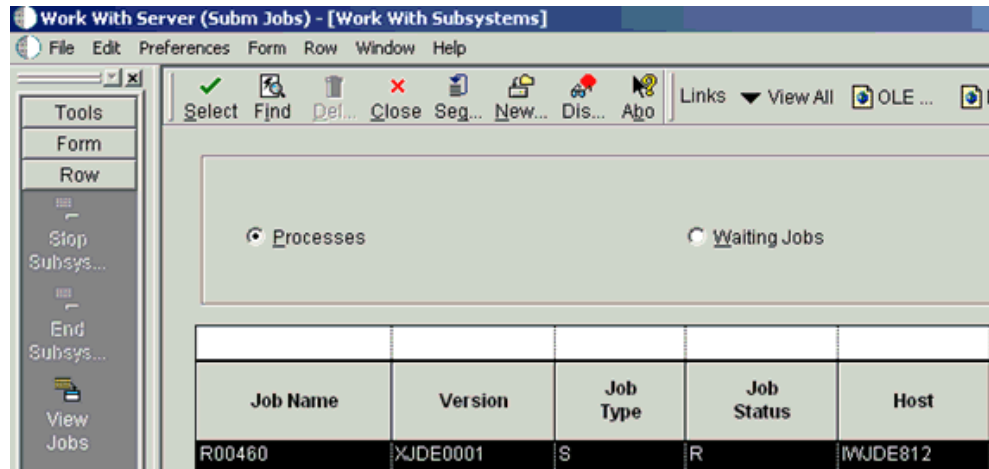 Work With Server (Subm Jobs) - [Work With Subsystems]
File Edit Preferences Form Row Window Help
Select Find Del... Close Seq... New... Dis... Abo Links View All OLE ...
Tools
Form
Row
Stop
Subsys...
End
Subsys...
View
Jobs
Processes Waiting Jobs
Job Name Version Job Type Job Status Host
R00460 XJDE0001 S R IWJDE812